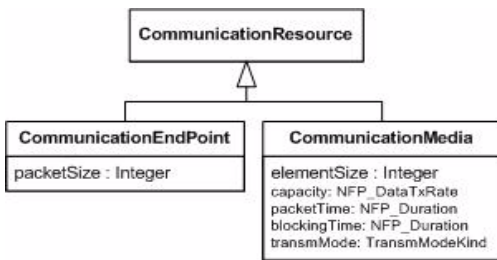 CommunicationResource
CommunicationEndPoint
packetSize : Integer
CommunicationMedia
elementSize : Integer
capacity: NFP_DataTxRate
packetTime: NFP_Duration
blockingTime: NFP_Duration
transmMode: TransmModeKind